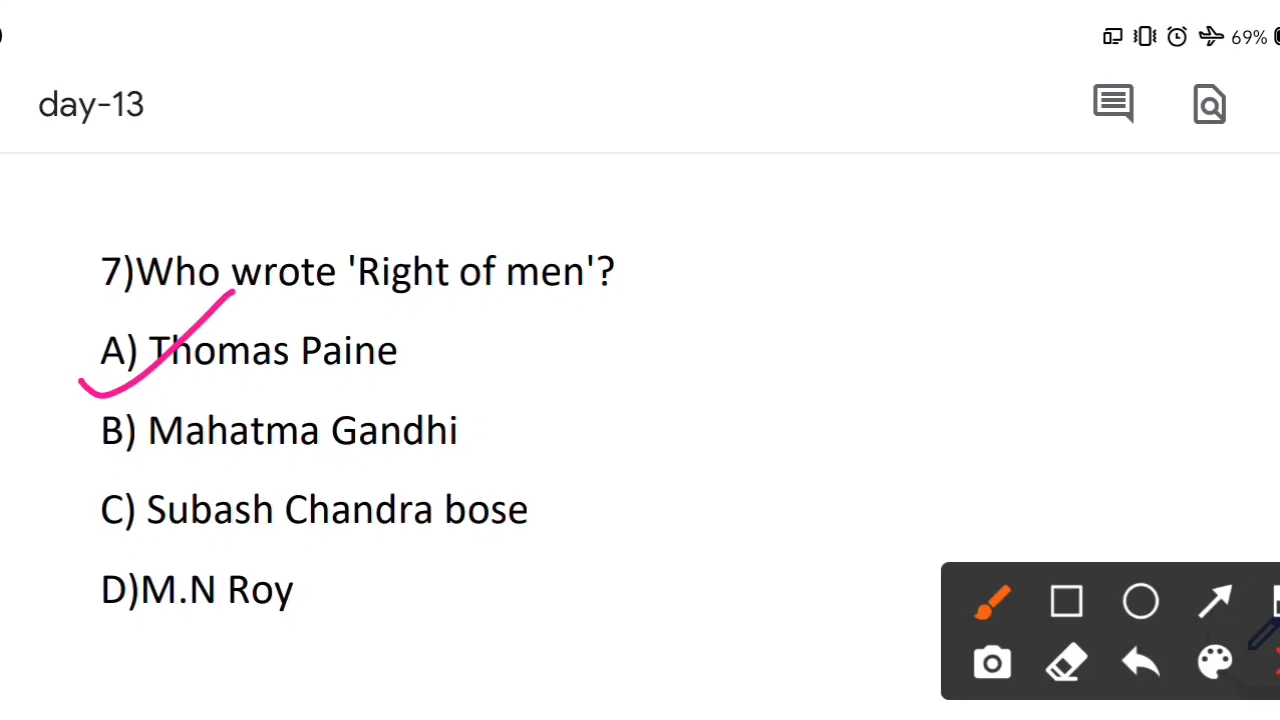 69%
day-13
7)Who wrote 'Right of men'?
A) Thomas Paine
B) Mahatma Gandhi
C) Subash Chandra bose
D)M.N Roy